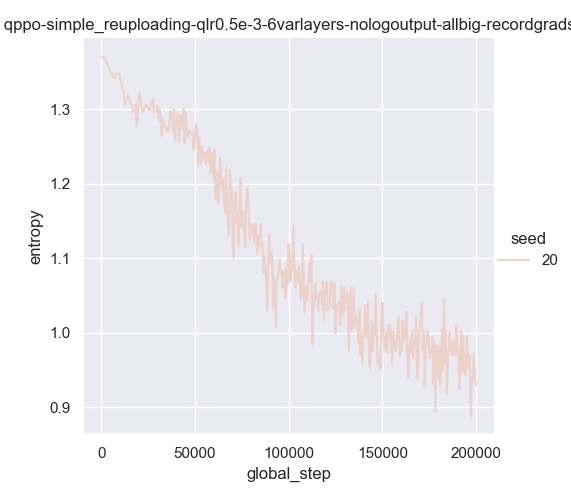 qppo-simple_reuploading-qlr0.5e-3-6varlayers-nologoutput-allbig-recordgrads
1.3
1.2
1.1
1.0
0.9
entropy
0
50000
100000
150000
200000
global_step
seed
20